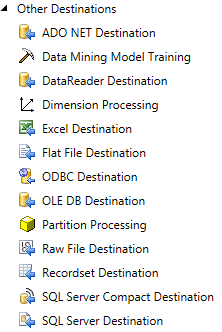 Other Destinations
ADO NET Destination
Data Mining Model Training
DataReader Destination
Dimension Processing
Excel Destination
Flat File Destination
ODBC Destination
OLE DB Destination
Partition Processing
Raw File Destination
Recordset Destination
SQL Server Compact Destination
SQL Server Destination